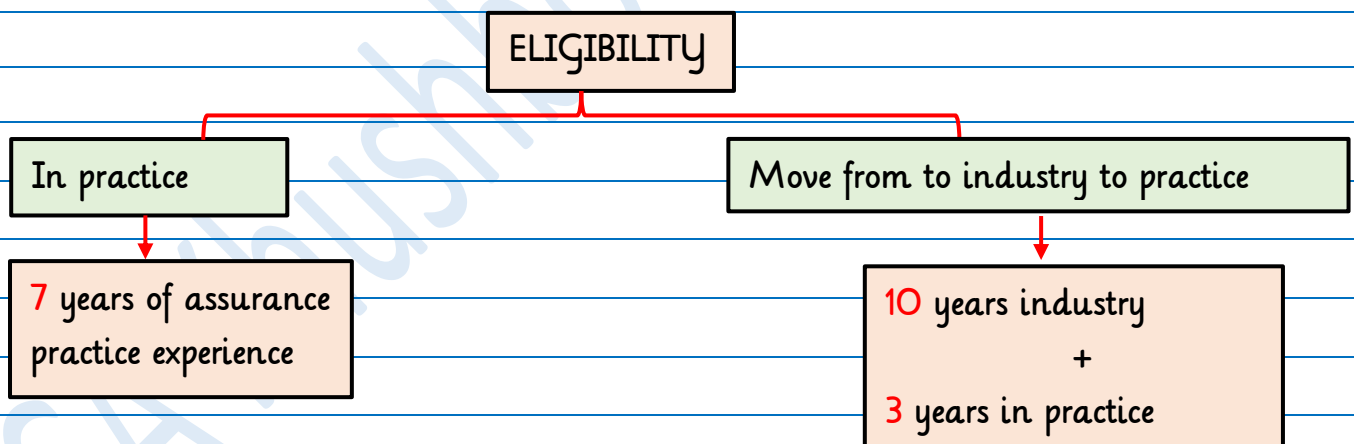 ELIGIBILITY
In practice
Move from to industry to practice
7 years of assurance
practice experience
10 years industry
+
3 years in practice